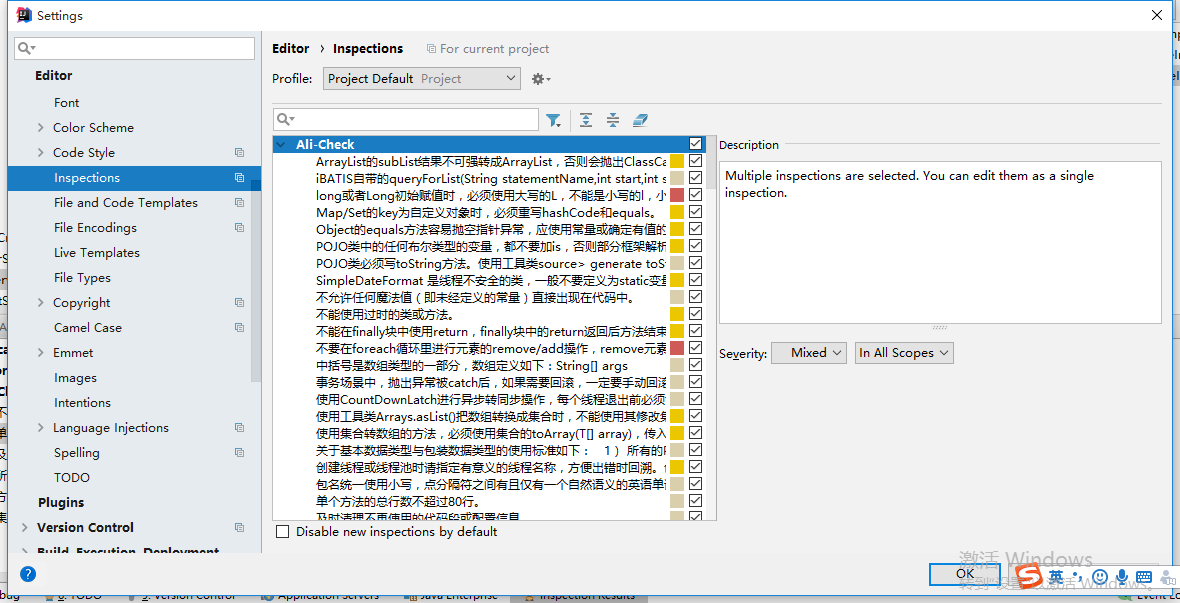 Settings
Editor
Font
Color Scheme
Code Style
Inspections
File and Code Templates
File Encodings
Live Templates
File Types
Copyright
Camel Case
Emmet
Images
Intentions
Language Injections
Spelling
TODO
Plugins
Version Control
Build, Execution, Deployment
Editor › Inspections For current project
Profile: Project Default Project
Ali-Check
ArrayList的subList结果不可强转成ArrayList，否则会抛出ClassCa
iBATIS自带的queryForList(String statementName,int start,int s
long或者Long初始赋值时，必须使用大写的L，不能是小写的l，小
Map/Set的key为自定义对象时，必须重写hashCode和equals。
Object的equals方法容易抛空指针异常，应使用常量或确定有值的
POJO类中的任何布尔类型的变量，都不要加is，否则部分框架解析
POJO类必须写toString方法。使用工具类source> generate toSt
SimpleDateFormat 是线程不安全的类，一般不要定义为static变量
不允许任何魔法值（即未经定义的常量）直接出现在代码中。
不能使用过时的类或方法。
不能在finally块中使用return，finally块中的return返回后方法结束
不要在foreach循环里进行元素的remove/add操作，remove元素
中括号是数组类型的一部分，数组定义如下：String[] args
事务场景中，抛出异常被catch后，如果需要回滚，一定要手动回滚
使用CountDownLatch进行异步转同步操作，每个线程退出前必须
使用工具类Arrays.asList()把数组转换成集合时，不能使用其修改集
使用集合转数组的方法，必须使用集合的toArray(T[] array)，传入
关于基本数据类型与包装数据类型的使用标准如下： 1 ） 所有的
创建线程或线程池时请指定有意义的线程名称，方便出错时回溯。
包名统一使用小写，点分隔符之间有且仅有一个自然语义的英语单
单个方法的总行数不超过80行。
及时清理不再使用的代码段或配置信息
Disable new inspections by default
Description
Multiple inspections are selected. You can edit them as a single
inspection.
Severity: Mixed In All Scopes
激活 Windows
转到"设置"以激活 Windows。
OK
英
6: TODO
9: Version Control
Application Servers
Java Enterprise
Inspection Results